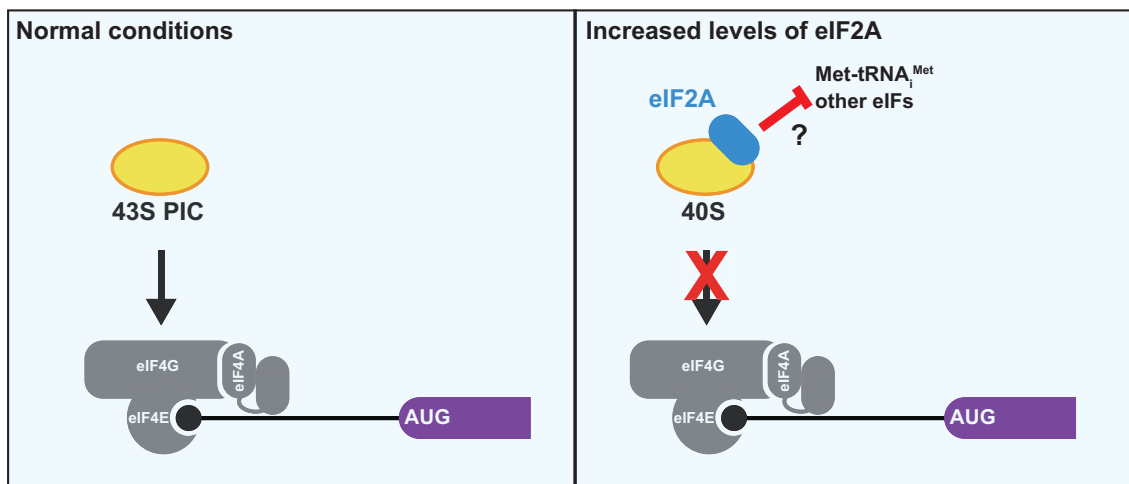 Normal conditions
43S PIC
eIF4G
eIF4A
eIF4E
AUG
Increased levels of eIF2A
Met-tRNAiMet
other eIFs
eIF2A
?
40S
X
eIF4G
eIF4A
eIF4E
AUG